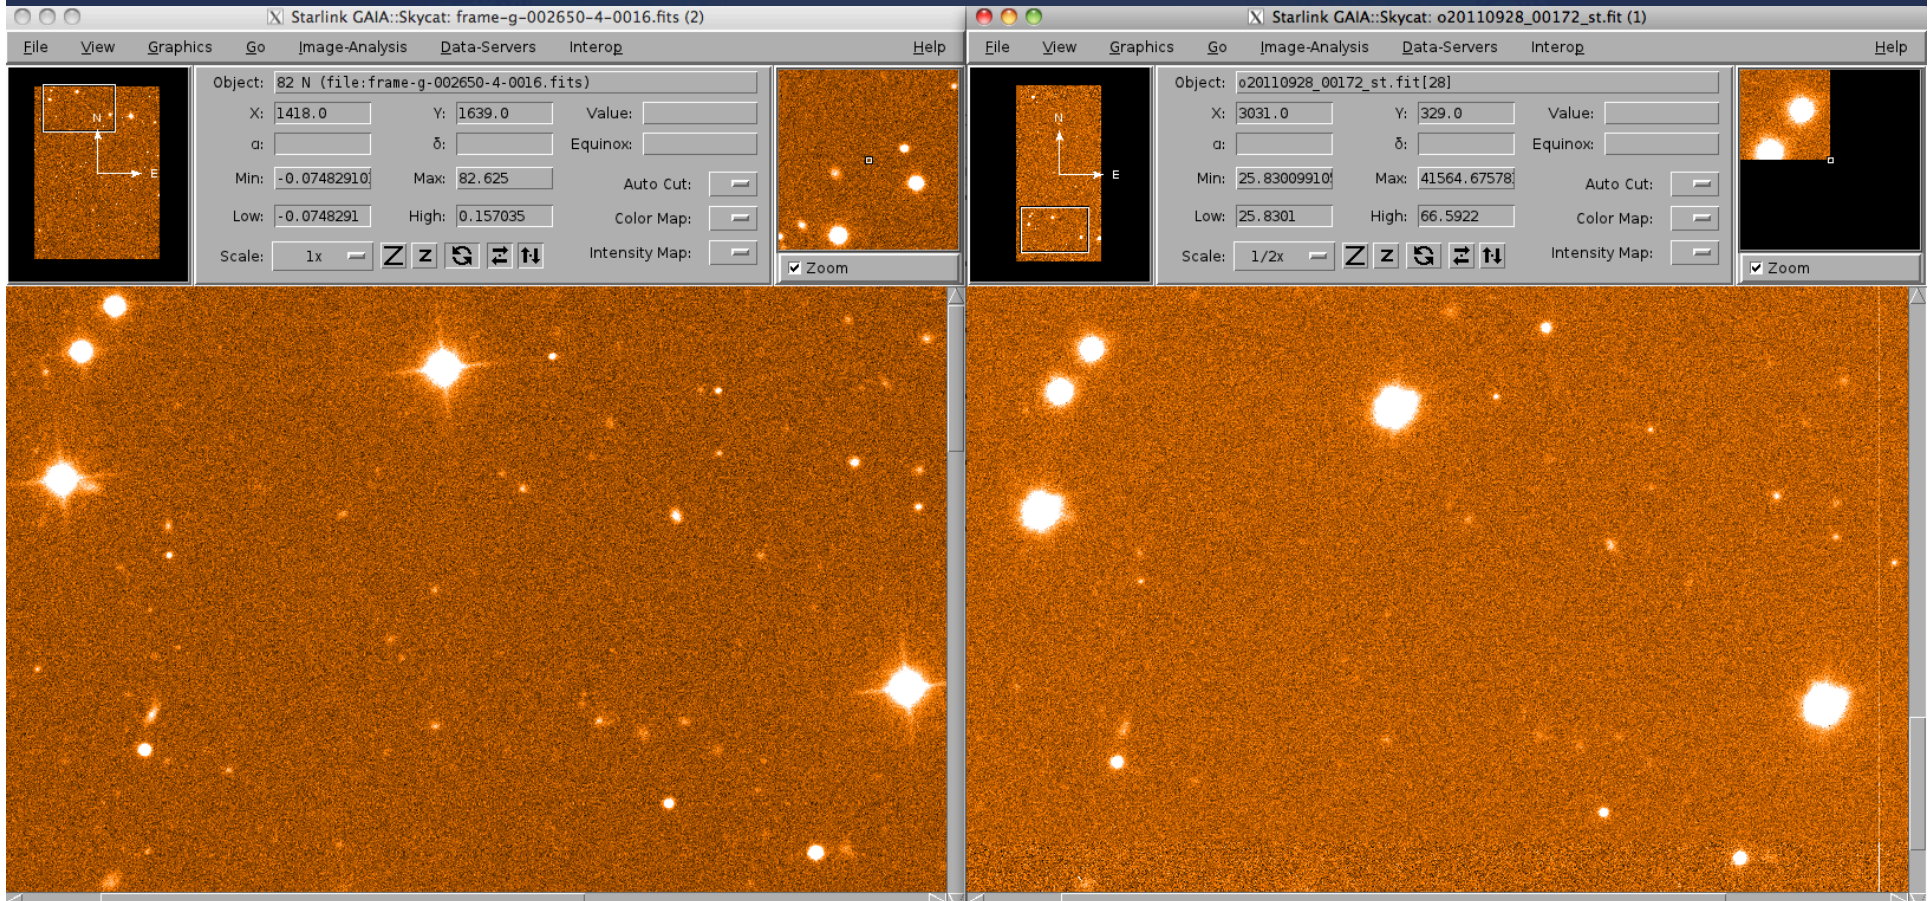 Starlink GAIA::Skycat: frame-g-002650-4-0016.fits (2)
File View Graphics Go Image-Analysis Data-Servers Interop Help
Object: 82 N (file:frame-g-002650-4-0016.fits)
X: 1418.0 Y: 1639.0 Value:
α: δ: Equinox:
Min: -0.07482910 Max: 82.625 Auto Cut:
Low: -0.0748291 High: 0.157035 Color Map:
Scale: 1x Z z Intensity Map:
Zoom
N
E
Starlink GAIA::Skycat: o20110928_00172_st.fit (1)
File View Graphics Go Image-Analysis Data-Servers Interop Help
Object: o20110928_00172_st.fit[28]
X: 3031.0 Y: 329.0 Value:
α: δ: Equinox:
Min: 25.83009910 Max: 41564.67578 Auto Cut:
Low: 25.8301 High: 66.5922 Color Map:
Scale: 1/2x Z z Intensity Map:
Zoom
N
E